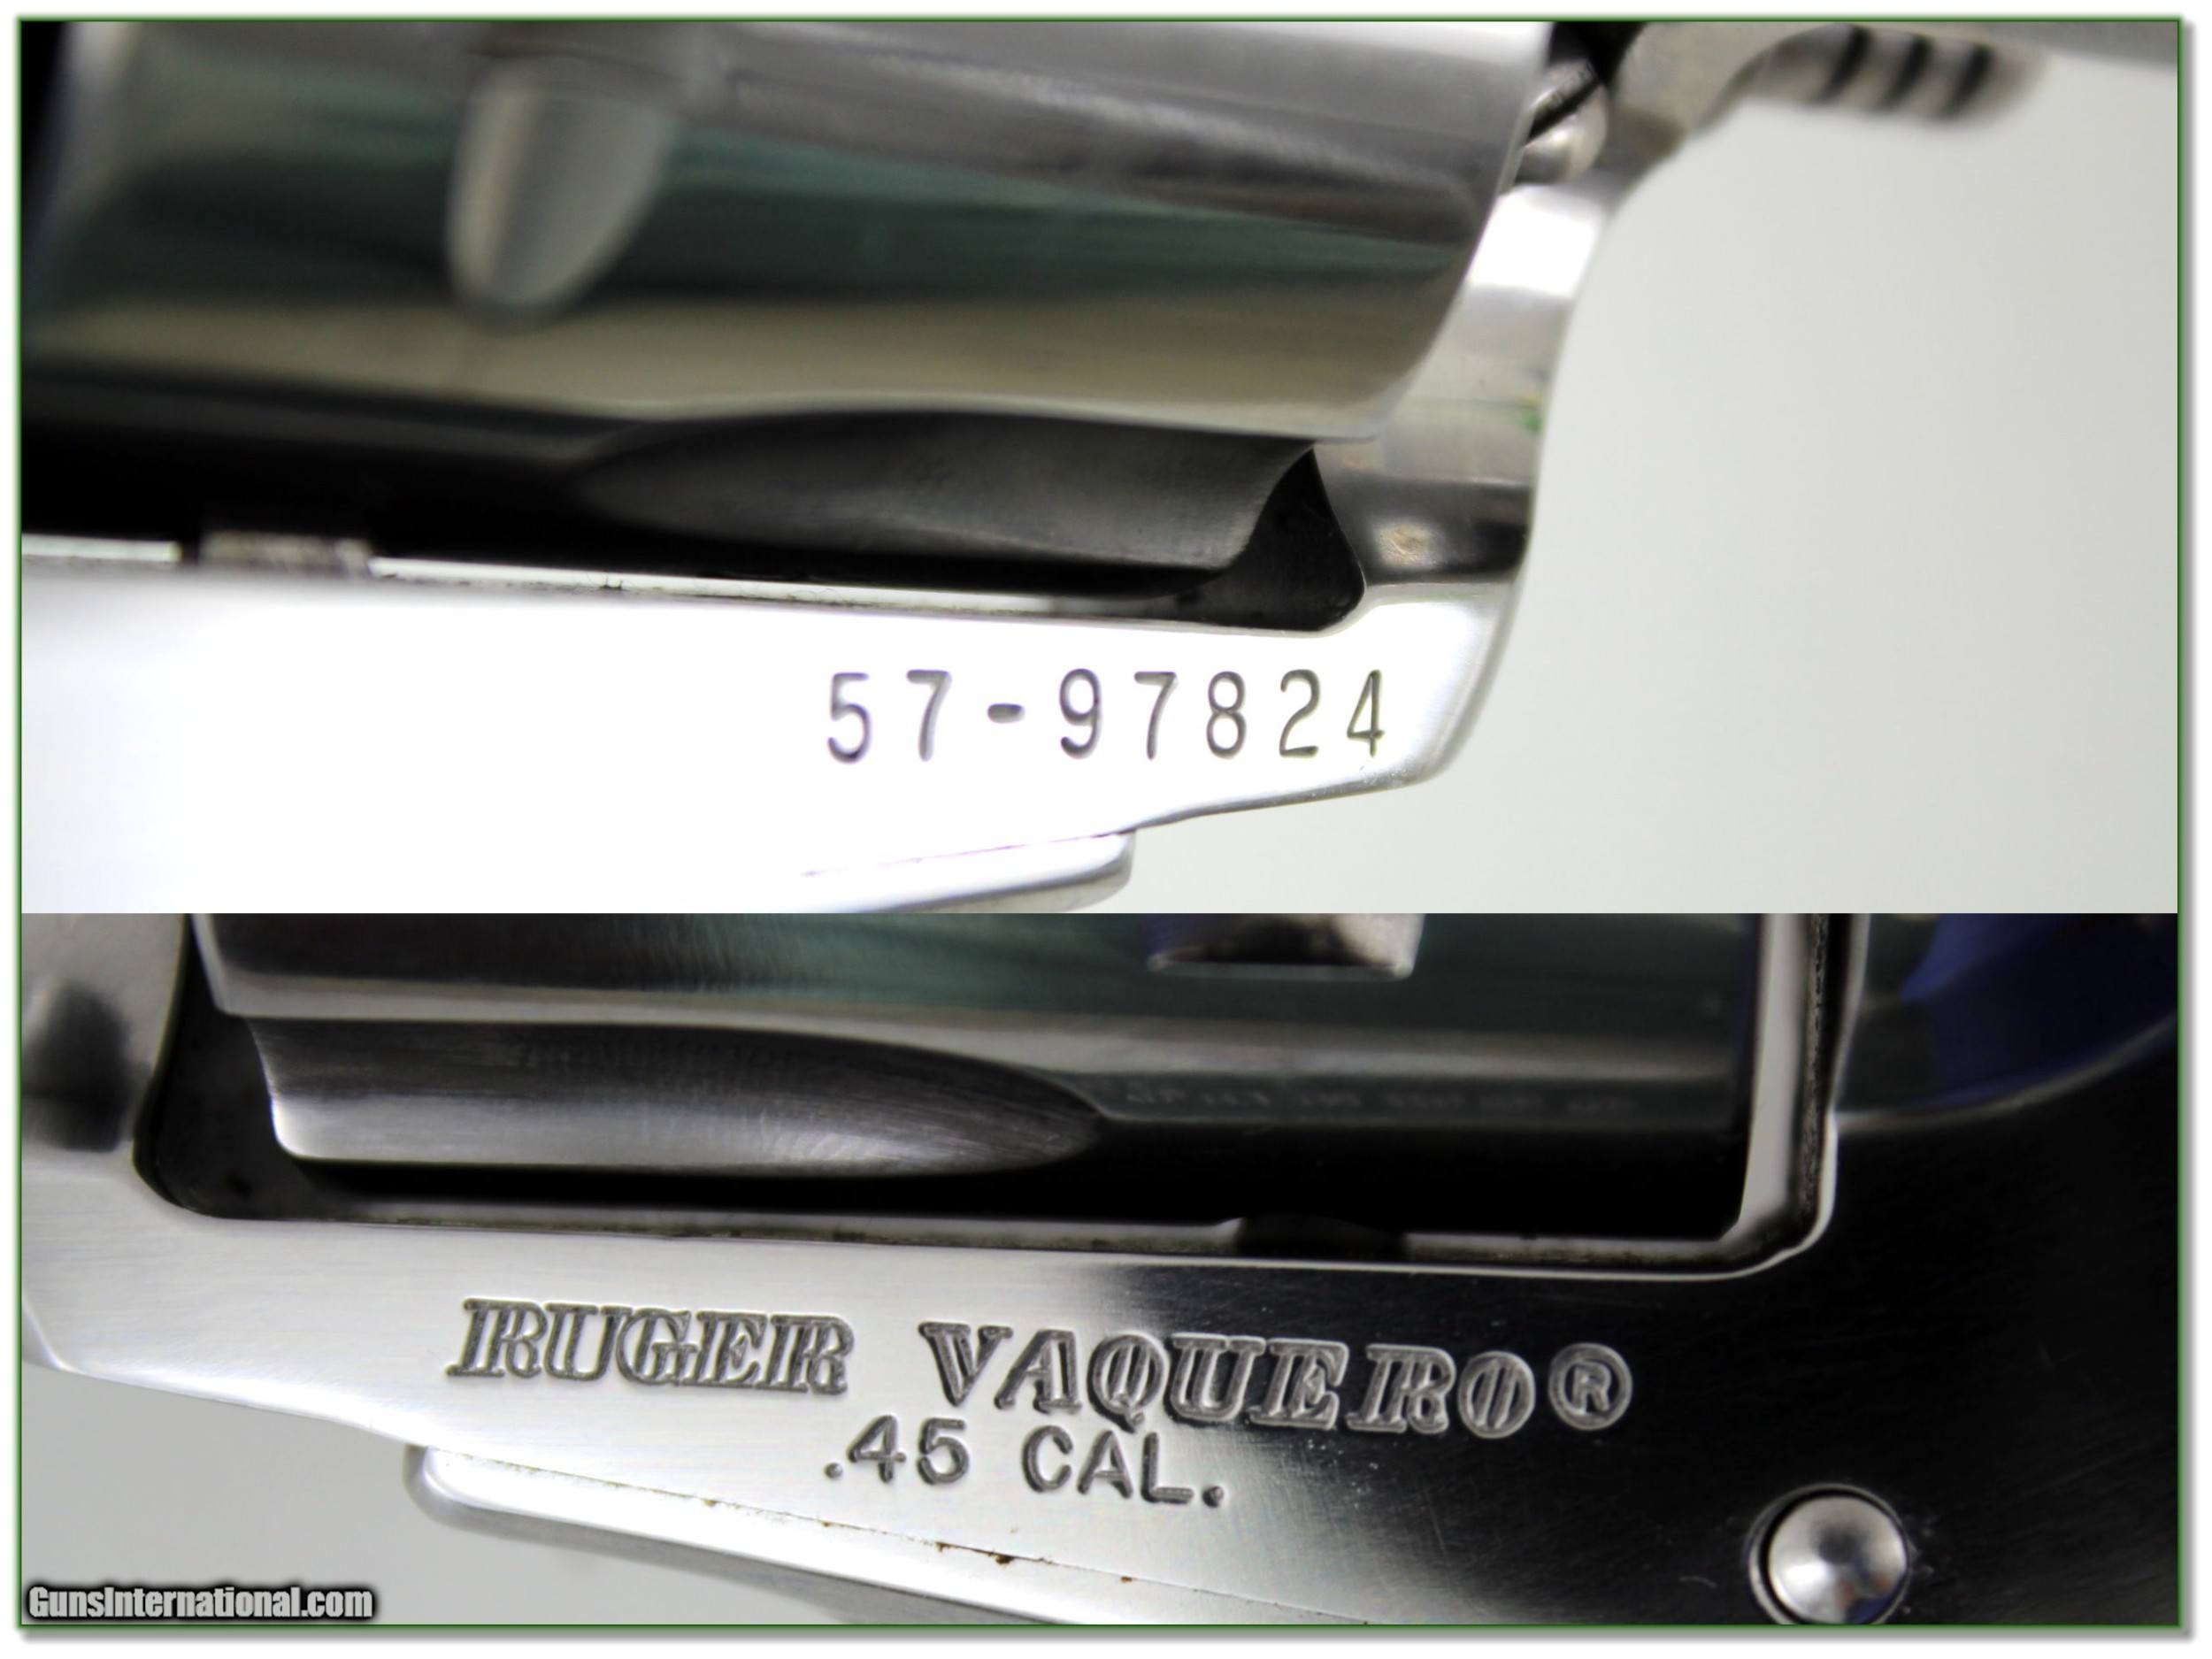 57-97824
RUGER VAQUERO®
.45 CAL.
GunsInternational.com